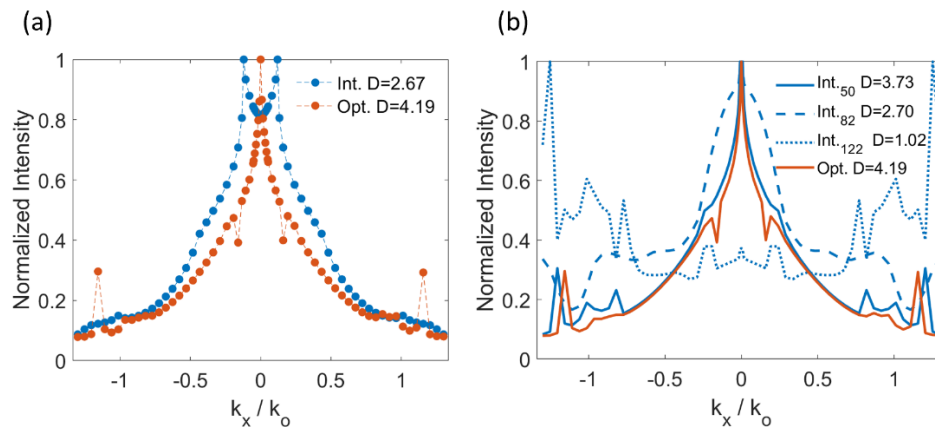 (a)
(b)
1
0.8
0.6
0.4
0.2
0
Normalized Intensity
-1
-0.5
0
0.5
1
k_x / k_o
Int. D=2.67
Opt. D=4.19
1
0.8
0.6
0.4
0.2
0
Normalized Intensity
-1
-0.5
0
0.5
1
k_x / k_o
Int._50 D=3.73
Int._82 D=2.70
Int._122 D=1.02
Opt. D=4.19